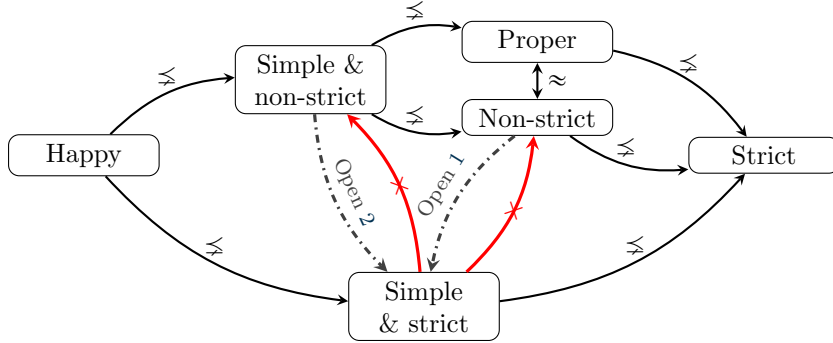 Proper
Simple &
non-strict
≈
Non-strict
Happy
Strict
Open 1
Open 2
Simple
& strict